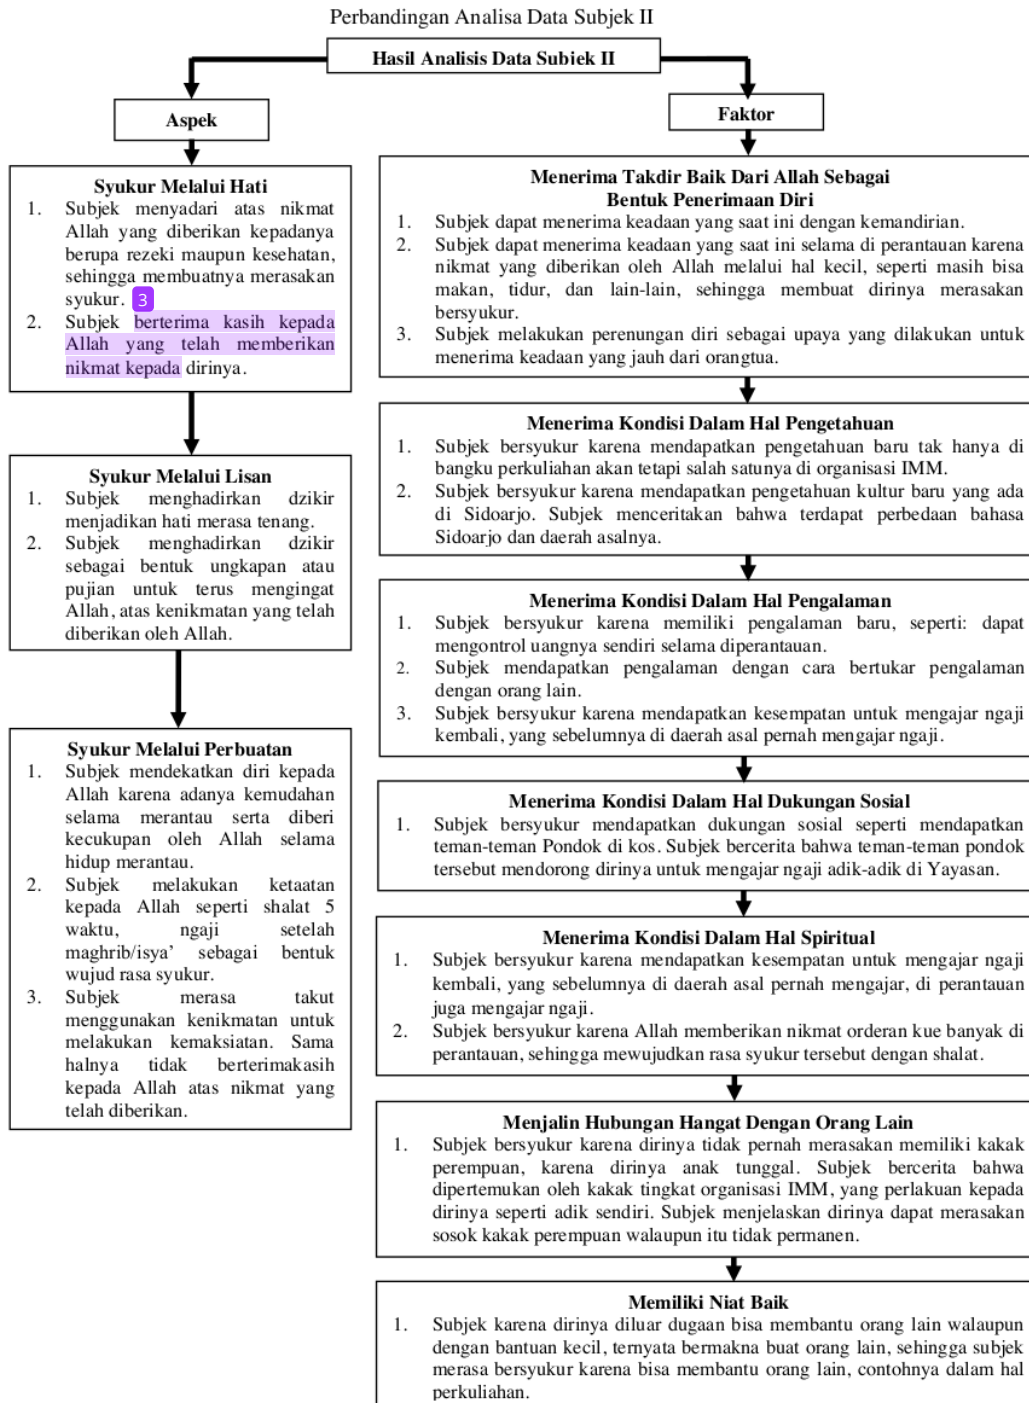 Perbandingan Analisa Data Subjek II
Hasil Analisis Data Subiek II
Aspek
Syukur Melalui Hati
1. Subjek menyadari atas nikmat
Allah yang diberikan kepadanya
berupa rezeki maupun kesehatan,
sehingga membuatnya merasakan
syukur. 3
2. Subjek berterima kasih kepada
Allah yang telah memberikan
nikmat kepada dirinya.
Syukur Melalui Lisan
1. Subjek menghadirkan dzikir
menjadikan hati merasa tenang.
2. Subjek menghadirkan dzikir
sebagai bentuk ungkapan atau
pujian untuk terus mengingat
Allah, atas kenikmatan yang telah
diberikan oleh Allah.
Syukur Melalui Perbuatan
1. Subjek mendekatkan diri kepada
Allah karena adanya kemudahan
selama merantau serta diberi
kecukupan oleh Allah selama
hidup merantau.
2. Subjek melakukan ketaatan
kepada Allah seperti shalat 5
waktu, ngaji setelah
maghrib/isya’ sebagai bentuk
wujud rasa syukur.
3. Subjek merasa takut
menggunakan kenikmatan untuk
melakukan kemaksiatan. Sama
halnya tidak berterimakasih
kepada Allah atas nikmat yang
telah diberikan.
Faktor
Menerima Takdir Baik Dari Allah Sebagai
Bentuk Penerimaan Diri
1. Subjek dapat menerima keadaan yang saat ini dengan kemandirian.
2. Subjek dapat menerima keadaan yang saat ini selama di perantauan karena
nikmat yang diberikan oleh Allah melalui hal kecil, seperti masih bisa
makan, tidur, dan lain-lain, sehingga membuat dirinya merasakan
bersyukur.
3. Subjek melakukan perenungan diri sebagai upaya yang dilakukan untuk
menerima keadaan yang jauh dari orangtua.
Menerima Kondisi Dalam Hal Pengetahuan
1. Subjek bersyukur karena mendapatkan pengetahuan baru tak hanya di
bangku perkuliahan akan tetapi salah satunya di organisasi IMM.
2. Subjek bersyukur karena mendapatkan pengetahuan kultur baru yang ada
di Sidoarjo. Subjek menceritakan bahwa terdapat perbedaan bahasa
Sidoarjo dan daerah asalnya.
Menerima Kondisi Dalam Hal Pengalaman
1. Subjek bersyukur karena memiliki pengalaman baru, seperti: dapat
mengontrol uangnya sendiri selama diperantauan.
2. Subjek mendapatkan pengalaman dengan cara bertukar pengalaman
dengan orang lain.
3. Subjek bersyukur karena mendapatkan kesempatan untuk mengajar ngaji
kembali, yang sebelumnya di daerah asal pernah mengajar ngaji.
Menerima Kondisi Dalam Hal Dukungan Sosial
1. Subjek bersyukur mendapatkan dukungan sosial seperti mendapatkan
teman-teman Pondok di kos. Subjek bercerita bahwa teman-teman pondok
tersebut mendorong dirinya untuk mengajar ngaji adik-adik di Yayasan.
Menerima Kondisi Dalam Hal Spiritual
1. Subjek bersyukur karena mendapatkan kesempatan untuk mengajar ngaji
kembali, yang sebelumnya di daerah asal pernah mengajar, di perantauan
juga mengajar ngaji.
2. Subjek bersyukur karena Allah memberikan nikmat orderan kue banyak di
perantauan, sehingga mewujudkan rasa syukur tersebut dengan shalat.
Menjalin Hubungan Hangat Dengan Orang Lain
1. Subjek bersyukur karena dirinya tidak pernah merasakan memiliki kakak
perempuan, karena dirinya anak tunggal. Subjek bercerita bahwa
dipertemukan oleh kakak tingkat organisasi IMM, yang perlakuan kepada
dirinya seperti adik sendiri. Subjek menjelaskan dirinya dapat merasakan
sosok kakak perempuan walaupun itu tidak permanen.
Memiliki Niat Baik
1. Subjek karena dirinya diluar dugaan bisa membantu orang lain walaupun
dengan bantuan kecil, ternyata bermakna buat orang lain, sehingga subjek
merasa bersyukur karena bisa membantu orang lain, contohnya dalam hal
perkuliahan.